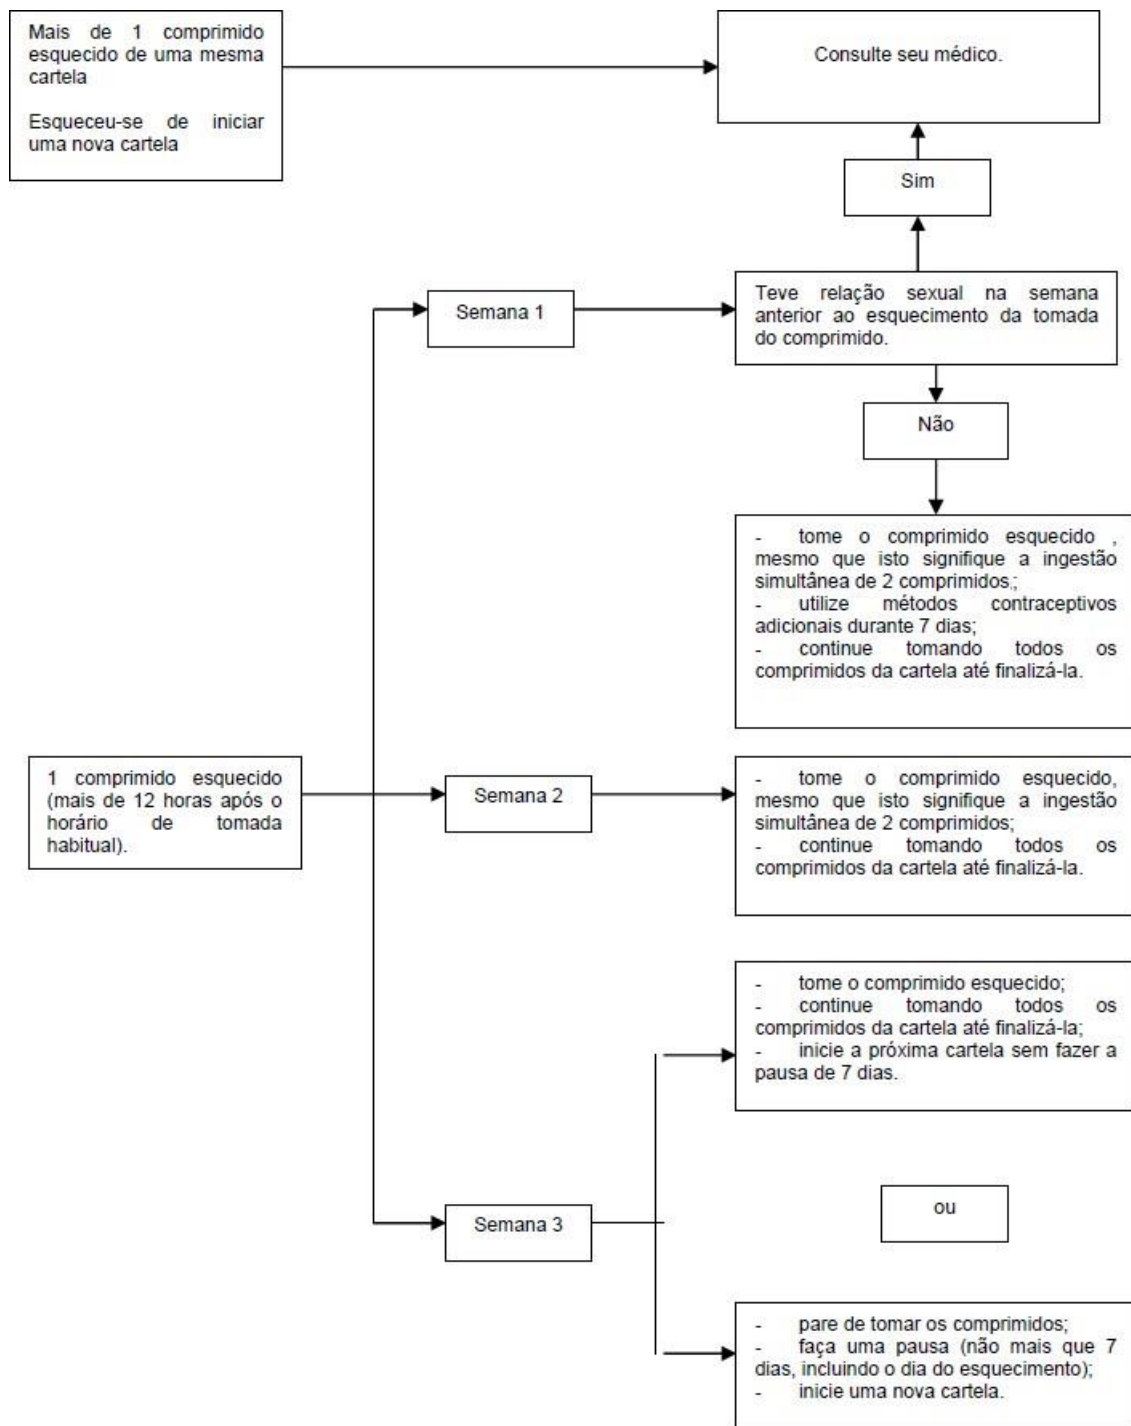 Mais de 1 comprimido
esquecido de uma mesma
cartela
Esqueceu-se de iniciar
uma nova cartela
Consulte seu médico.
Sim
Semana 1
Teve relação sexual na semana
anterior ao esquecimento da tomada
do comprimido.
Não
- tome o comprimido esquecido ,
mesmo que isto signifique a ingestão
simultânea de 2 comprimidos,;
- utilize métodos contraceptivos
adicionais durante 7 dias;
- continue tomando todos os
comprimidos da cartela até finalizá-la.
1 comprimido esquecido
(mais de 12 horas após o
horário de tomada
habitual).
Semana 2
- tome o comprimido esquecido,
mesmo que isto signifique a ingestão
simultânea de 2 comprimidos;
- continue tomando todos os
comprimidos da cartela até finalizá-la.
Semana 3
- tome o comprimido esquecido;
- continue tomando todos os
comprimidos da cartela até finalizá-la;
- inicie a próxima cartela sem fazer a
pausa de 7 dias.
ou
- pare de tomar os comprimidos;
- faça uma pausa (não mais que 7
dias, incluindo o dia do esquecimento);
- inicie uma nova cartela.